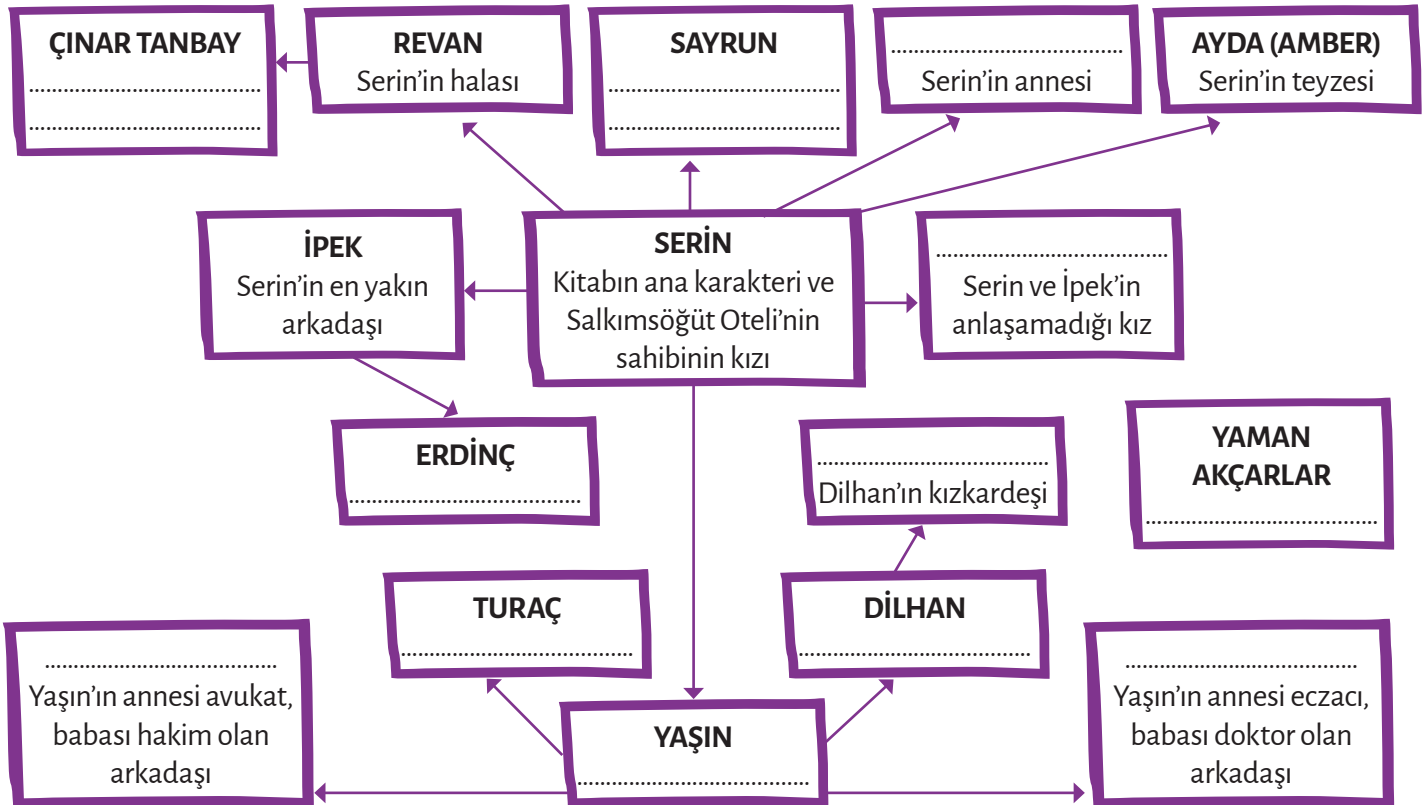 ÇINAR TANBAY
........................................
........................................
REVAN
Serin’in halası
SAYRUN
........................................
........................................
........................................
Serin’in annesi
AYDA (AMBER)
Serin’in teyzesi
İPEK
Serin’in en yakın
arkadaşı
SERİN
Kitabın ana karakteri ve
Salkımsöğüt Oteli’nin
sahibinin kızı
........................................
Serin ve İpek’in
anlaşamadığı kız
ERDİNÇ
........................................
........................................
Dilhan’ın kızkardeşi
YAMAN
AKÇARLAR
........................................
TURAÇ
........................................
DİLHAN
........................................
........................................
Yaşın’ın annesi avukat,
babası hakim olan
arkadaşı
YAŞIN
........................................
........................................
Yaşın’ın annesi eczacı,
babası doktor olan
arkadaşı